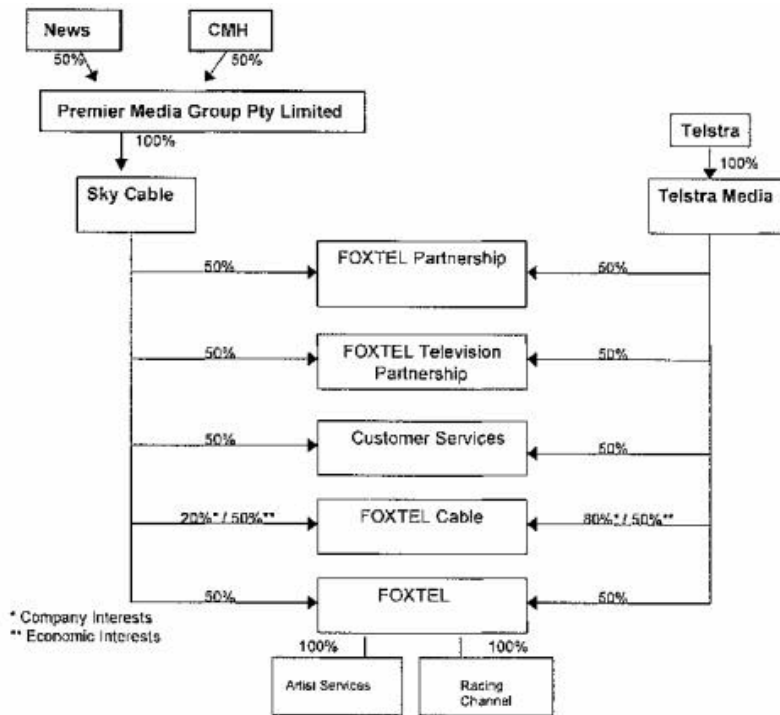 News
CMH
50%
50%
Premier Media Group Pty Limited
100%
Telstra
100%
Sky Cable
Telstra Media
FOXTEL Partnership
50%
50%
50%
FOXTEL Television
Partnership
50%
Customer Services
50%
50%
20%* / 50%**
FOXTEL Cable
80%* / 50%**
50%
FOXTEL
50%
* Company Interests
** Economic Interests
100%
100%
Artist Services
Racing
Channel